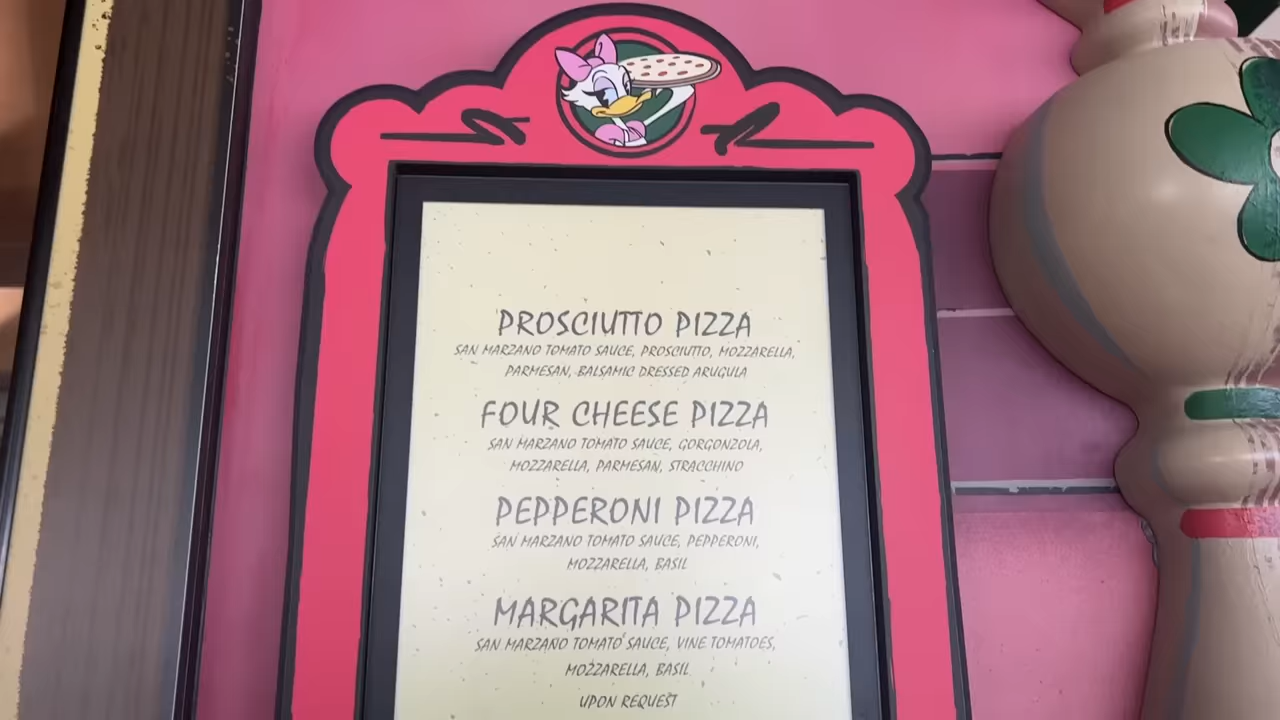 PROSCIUTTO PIZZA
SAN MARZANO TOMATO SAUCE, PROSCIUTTO, MOZZARELLA,
PARMESAN, BALSAMIC DRESSED ARUGULA
FOUR CHEESE PIZZA
SAN MARZANO TOMATO SAUCE, GORGONZOLA,
MOZZARELLA, PARMESAN, STRACCHINO
PEPPERONI PIZZA
SAN MARZANO TOMATO SAUCE, PEPPERONI,
MOZZARELLA, BASIL
MARGARITA PIZZA
SAN MARZANO TOMATO SAUCE, VINE TOMATOES,
MOZZARELLA, BASIL
UPON REQUEST